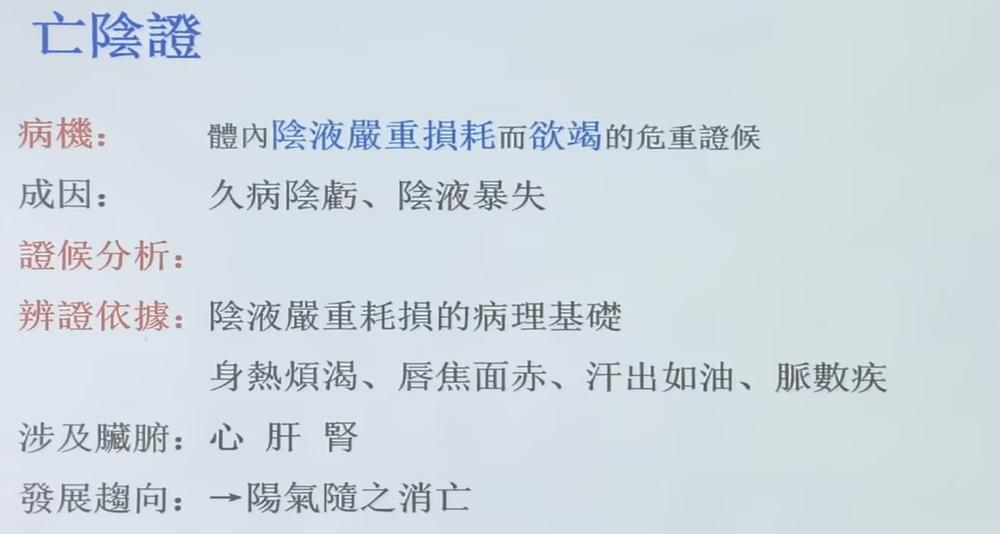 亡陰證
病機： 體內陰液嚴重損耗而欲竭的危重證候
成因： 久病陰虧、陰液暴失
證候分析：
辨證依據：陰液嚴重耗損的病理基礎
身熱煩渴、唇焦面赤、汗出如油、脈數疾
涉及臟腑：心 肝 腎
發展趨向：→陽氣隨之消亡